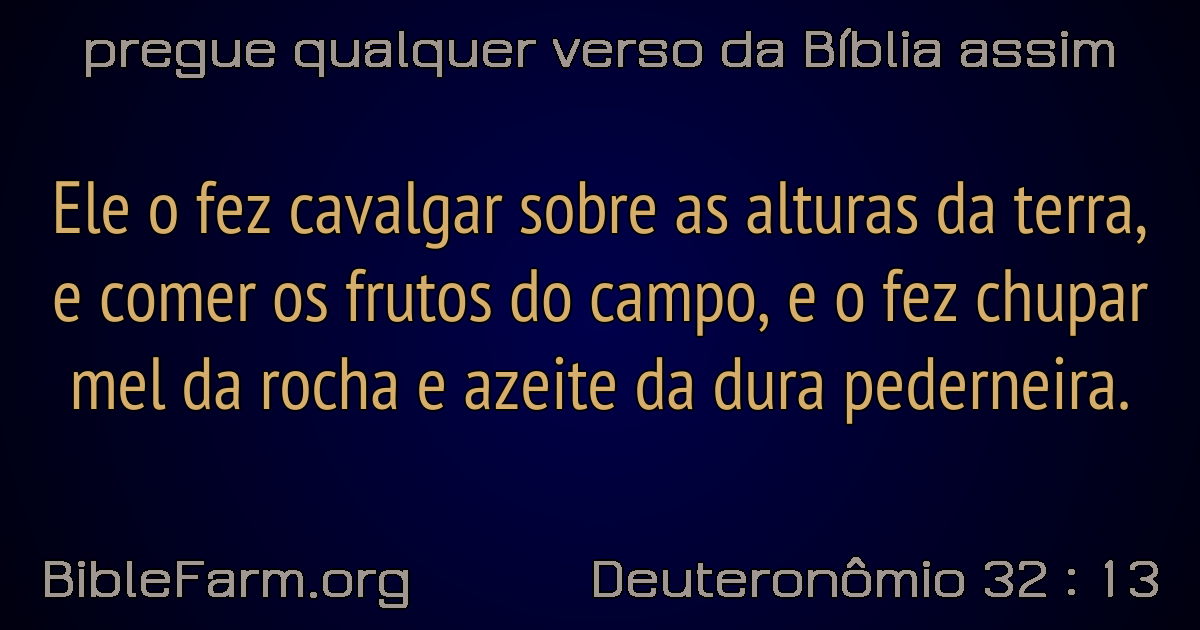 pregue qualquer verso da Bíblia assim
Ele o fez cavalgar sobre as alturas da terra,
e comer os frutos do campo, e o fez chupar
mel da rocha e azeite da dura pederneira.
BibleFarm.org
Deuteronômio 32 : 13